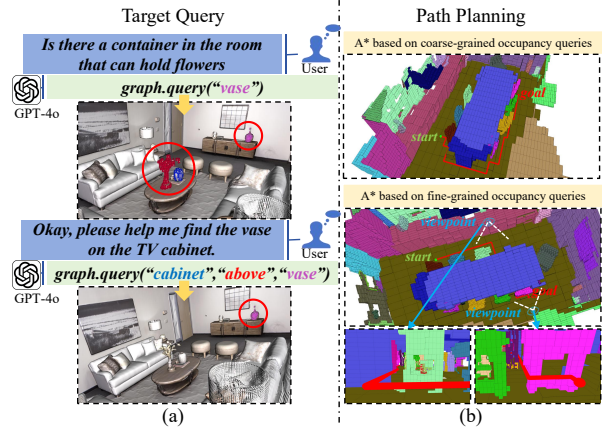 Target Query
Is there a container in the room
that can hold flowers
User
graph.query(“vase”)
GPT-4o
Okay, please help me find the vase
on the TV cabinet.
User
graph.query(“cabinet”,“above”,“vase”)
GPT-4o
(a)
Path Planning
A* based on coarse-grained occupancy queries
goal
start
A* based on fine-grained occupancy queries
viewpoint
start
goal
viewpoint
(b)